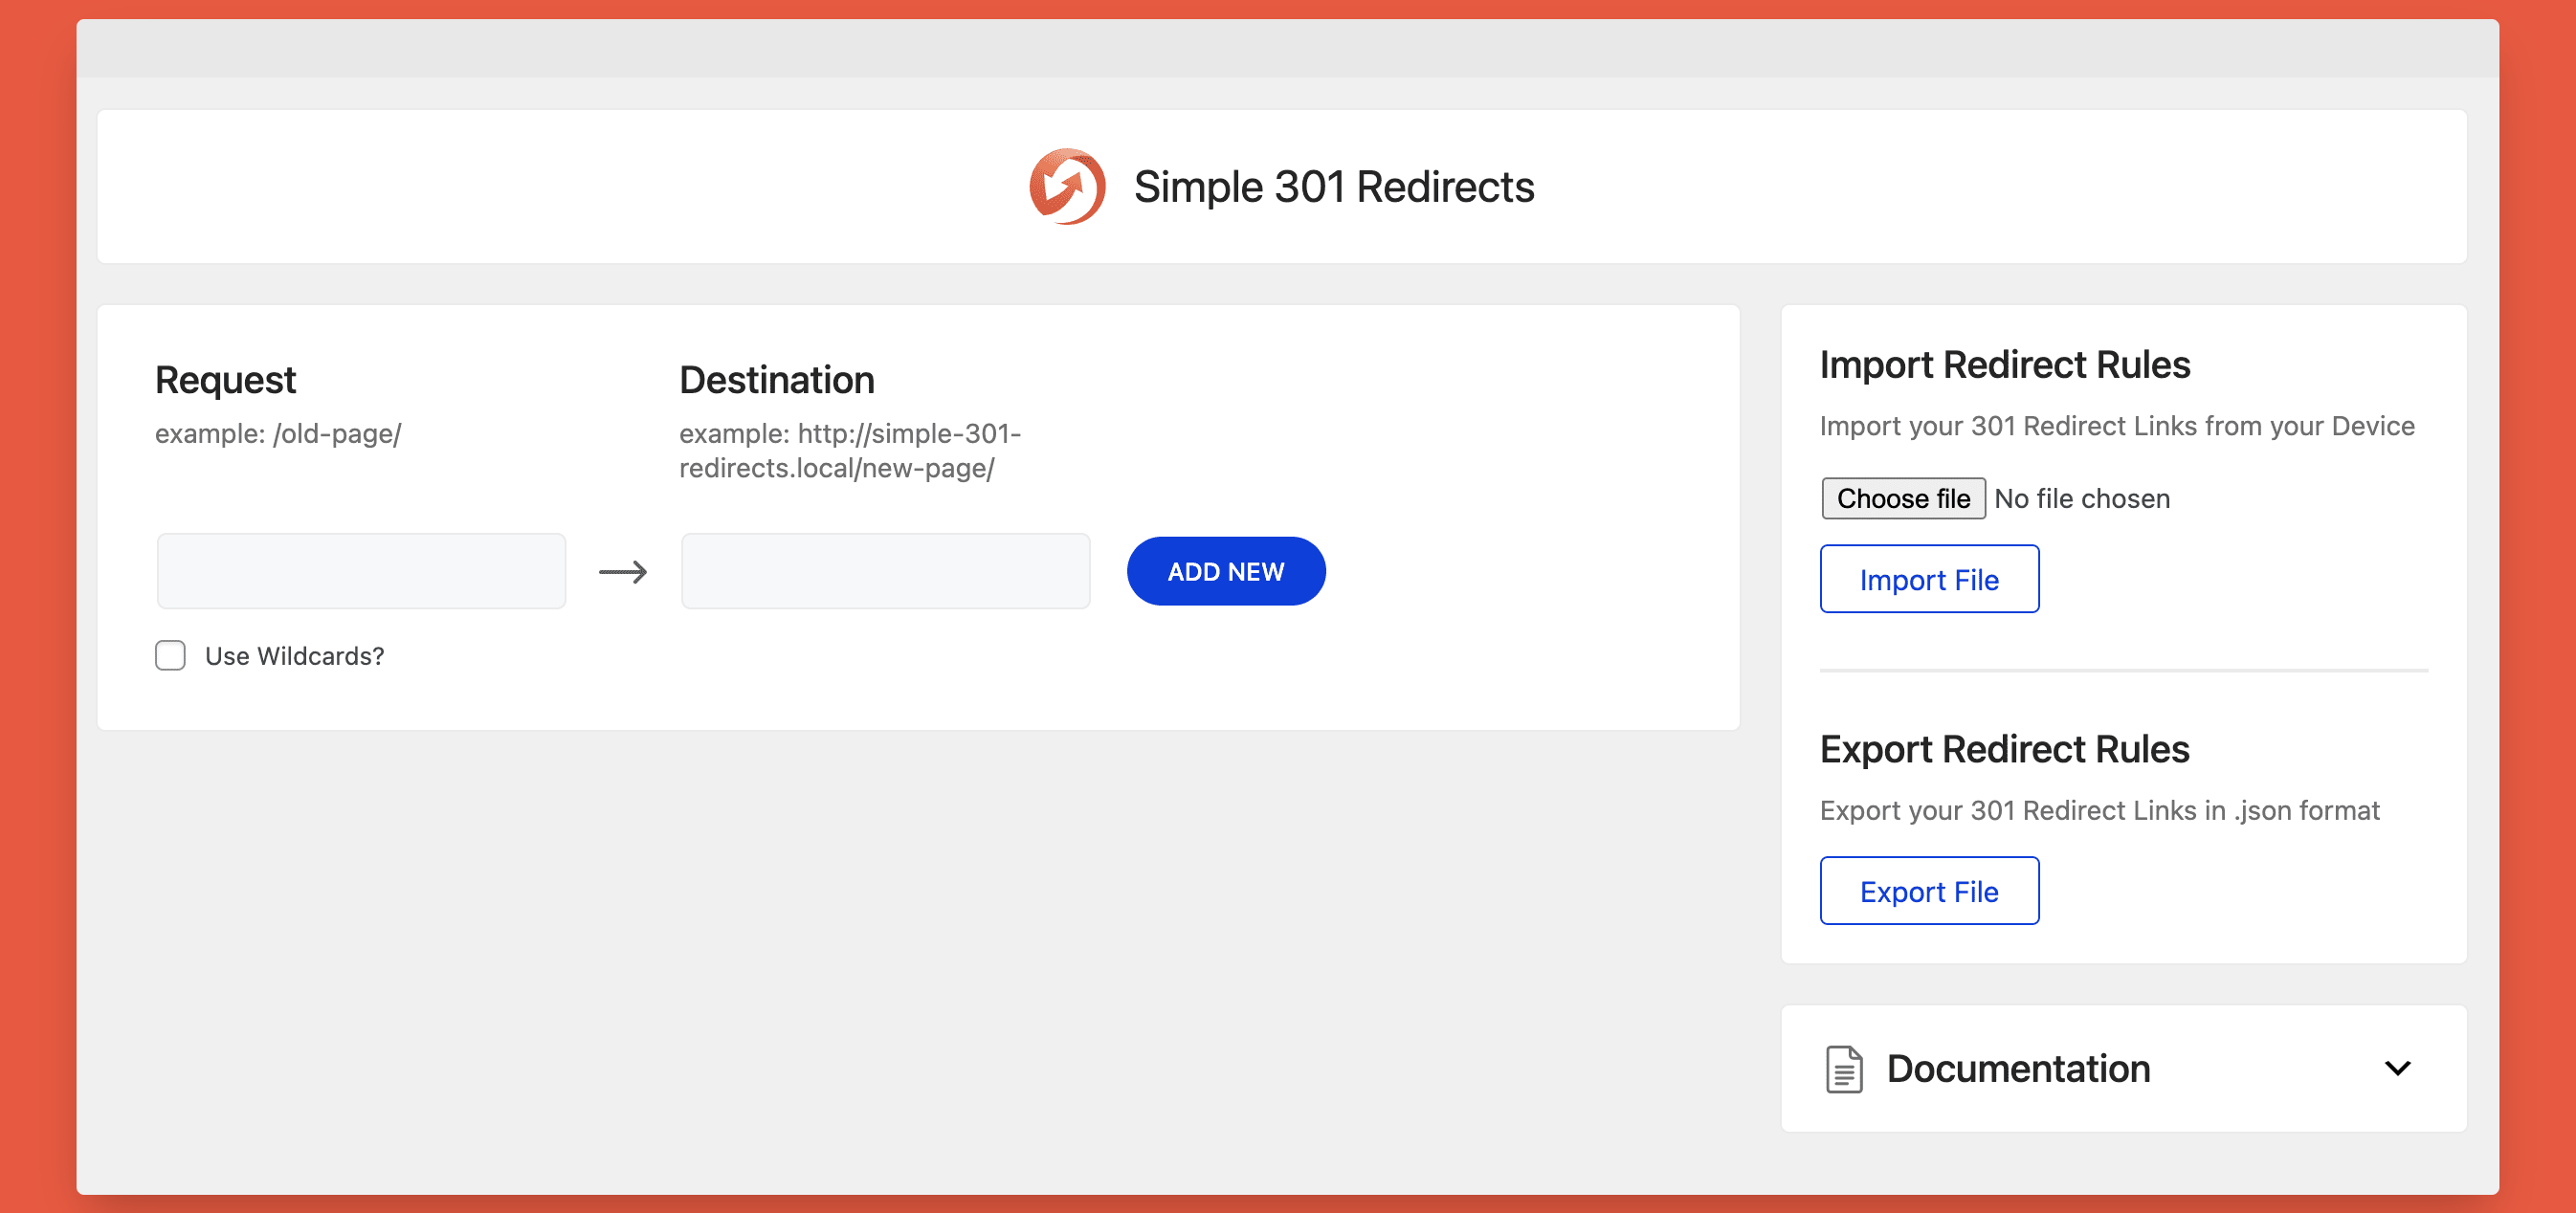 Simple 301 Redirects
Request
example: /old-page/
Destination
example: http://simple-301-
redirects.local/new-page/
ADD NEW
Use Wildcards?
Import Redirect Rules
Import your 301 Redirect Links from your Device
Choose file No file chosen
Import File
Export Redirect Rules
Export your 301 Redirect Links in .json format
Export File
Documentation